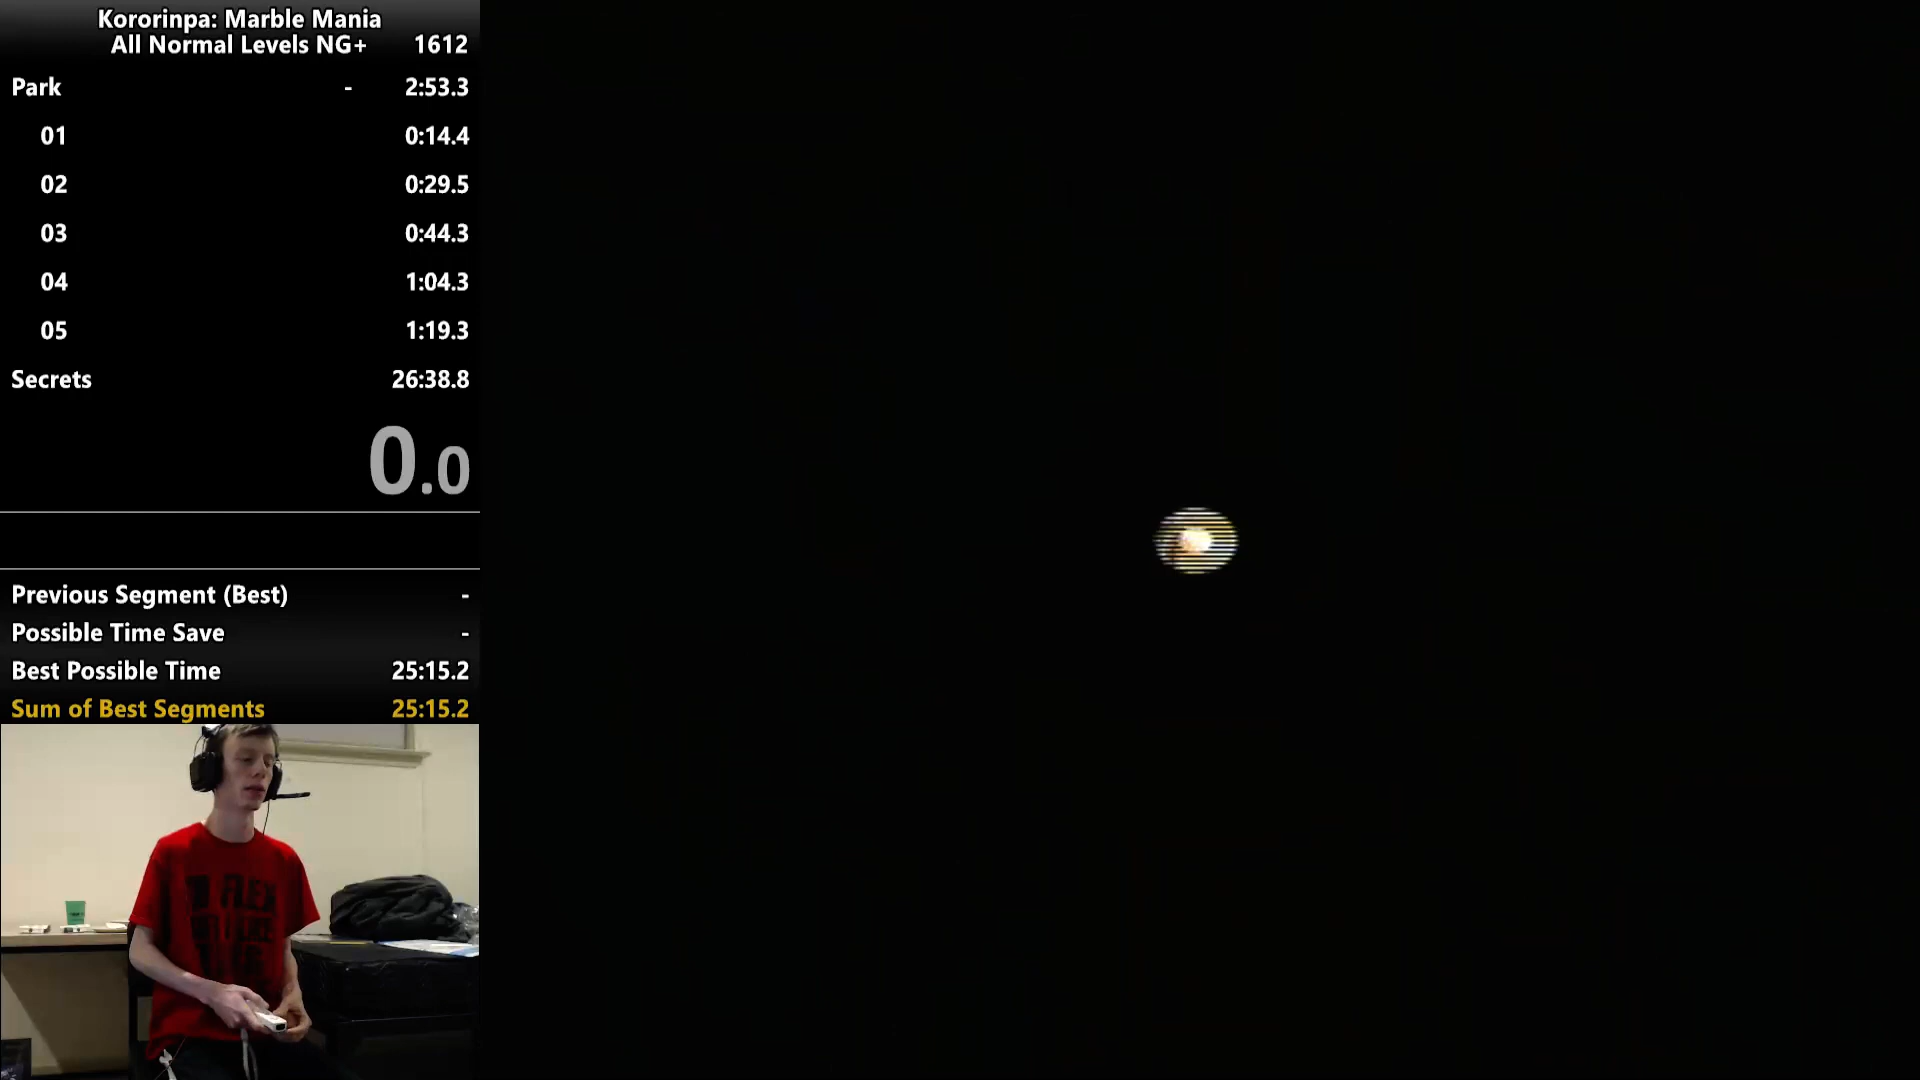 Kororinpa: Marble Mania
All Normal Levels NG+ 1612
Park - 2:53.3
01 0:14.4
02 0:29.5
03 0:44.3
04 1:04.3
05 1:19.3
Secrets 26:38.8
0.0
Previous Segment (Best) -
Possible Time Save -
Best Possible Time 25:15.2
Sum of Best Segments 25:15.2
FLEX